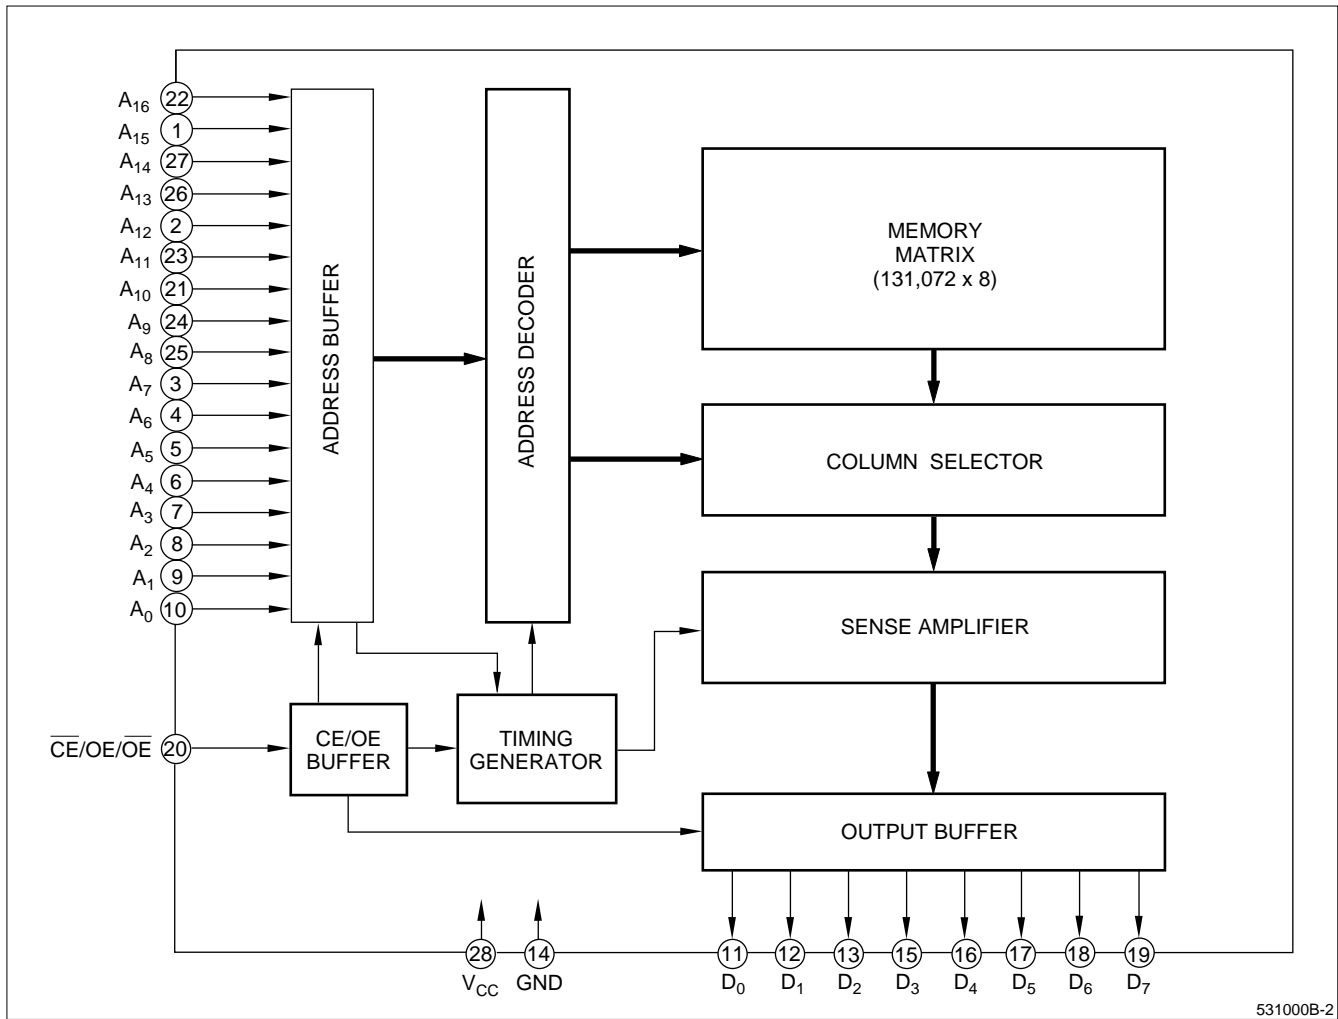 A16 22
A15 1
A14 27
A13 26
A12 2
A11 23
A10 21
A9 24
A8 25
A7 3
A6 4
A5 5
A4 6
A3 7
A2 8
A1 9
A0 10
ADDRESS BUFFER
ADDRESS DECODER
MEMORY
MATRIX
(131,072 x 8)
COLUMN SELECTOR
SENSE AMPLIFIER
C̅E̅/OE/O̅E̅ 20
CE/OE
BUFFER
TIMING
GENERATOR
OUTPUT BUFFER
28 14 11 12 13 15 16 17 18 19
VCC GND D0 D1 D2 D3 D4 D5 D6 D7
531000B-2